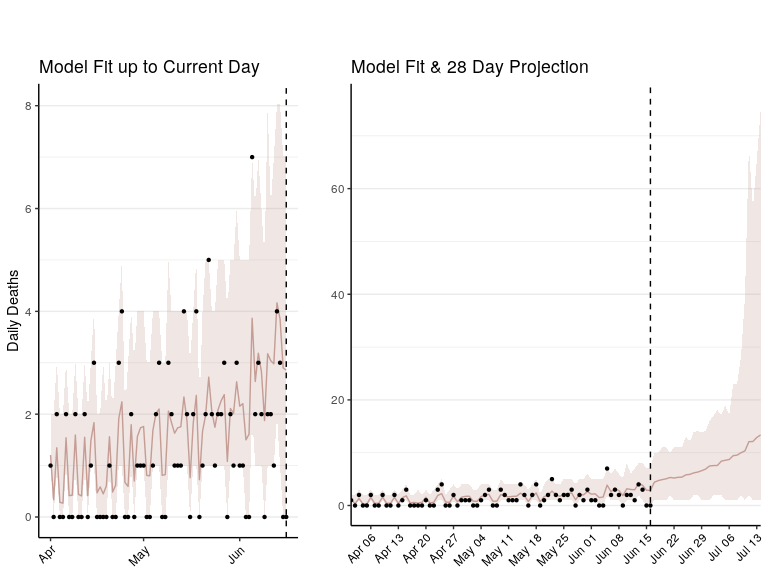 Model Fit up to Current Day
Daily Deaths
8
6
4
2
0
Apr
May
Jun
Model Fit & 28 Day Projection
60
40
20
0
Apr 06
Apr 13
Apr 20
Apr 27
May 04
May 11
May 18
May 25
Jun 01
Jun 08
Jun 15
Jun 22
Jun 29
Jul 06
Jul 13